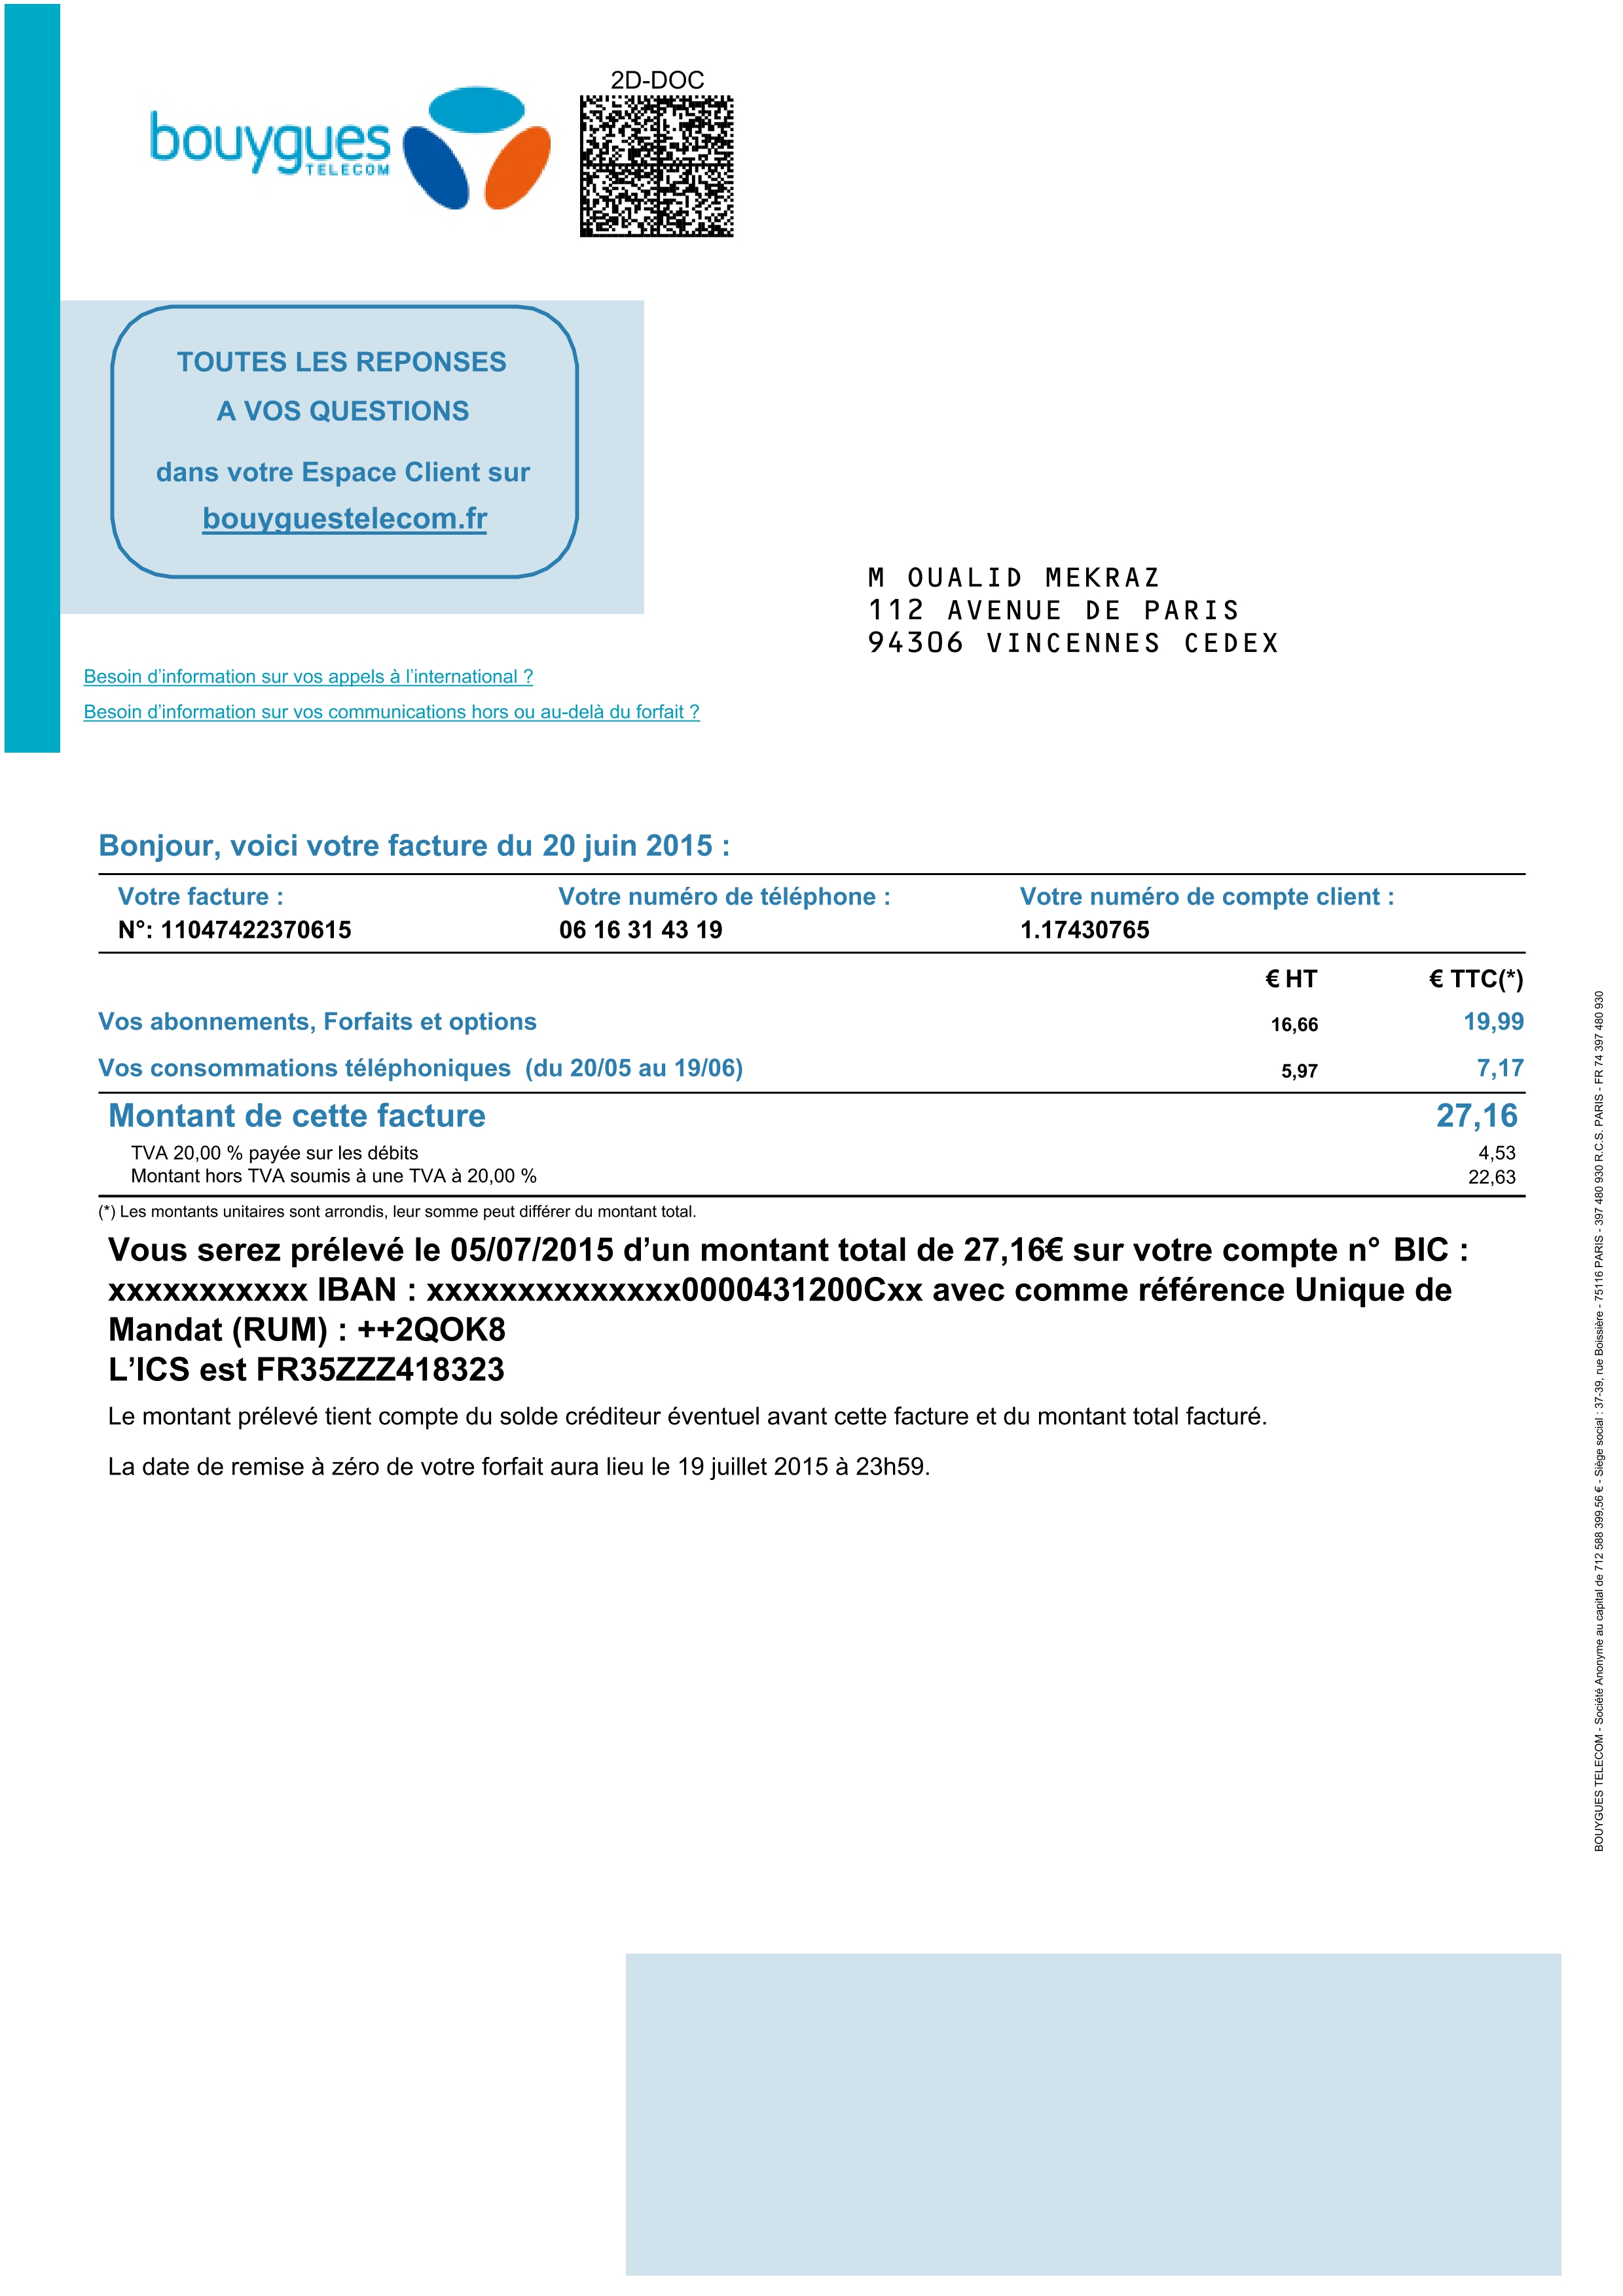 bouygues
TELECOM
2D-DOC
TOUTES LES REPONSES
A VOS QUESTIONS
dans votre Espace Client sur
bouyguestelecom.fr
M OUALID MEKRAZ
112 AVENUE DE PARIS
94306 VINCENNES CEDEX
Besoin d’information sur vos appels à l’international ?
Besoin d’information sur vos communications hors ou au-delà du forfait ?
Bonjour, voici votre facture du 20 juin 2015 :
Votre facture : Votre numéro de téléphone : Votre numéro de compte client :
N°: 11047422370615 06 16 31 43 19 1.17430765
€ HT € TTC(*)
Vos abonnements, Forfaits et options 16,66 19,99
Vos consommations téléphoniques (du 20/05 au 19/06) 5,97 7,17
Montant de cette facture 27,16
TVA 20,00 % payée sur les débits 4,53
Montant hors TVA soumis à une TVA à 20,00 % 22,63
(*) Les montants unitaires sont arrondis, leur somme peut différer du montant total.
Vous serez prélevé le 05/07/2015 d’un montant total de 27,16€ sur votre compte n° BIC :
xxxxxxxxxxx IBAN : xxxxxxxxxxxxxx0000431200Cxx avec comme référence Unique de
Mandat (RUM) : ++2QOK8
L’ICS est FR35ZZZ418323
Le montant prélevé tient compte du solde créditeur éventuel avant cette facture et du montant total facturé.
La date de remise à zéro de votre forfait aura lieu le 19 juillet 2015 à 23h59.
BOUYGUES TELECOM - Société Anonyme au capital de 712 588 399,56 € - Siège social : 37-39, rue Boissière - 75116 PARIS - 397 480 930 R.C.S. PARIS - FR 74 397 480 930